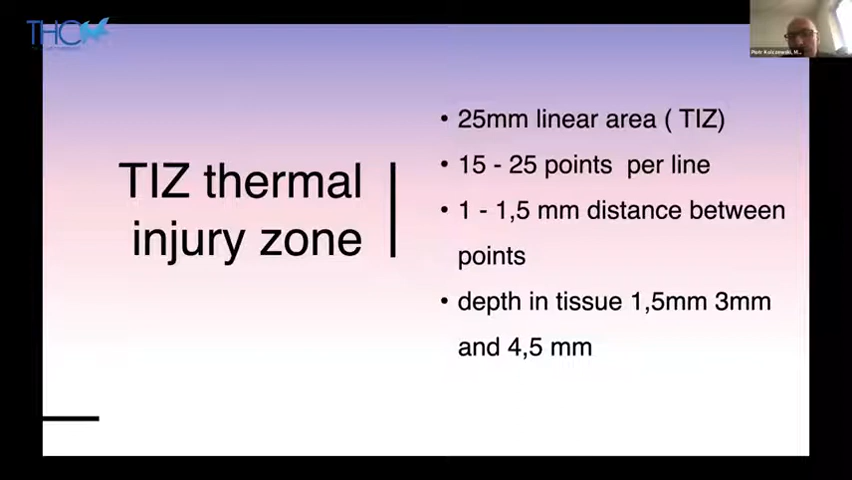 THC
TIZ thermal
injury zone
• 25mm linear area ( TIZ)
• 15 - 25 points per line
• 1 - 1,5 mm distance between
points
• depth in tissue 1,5mm 3mm
and 4,5 mm